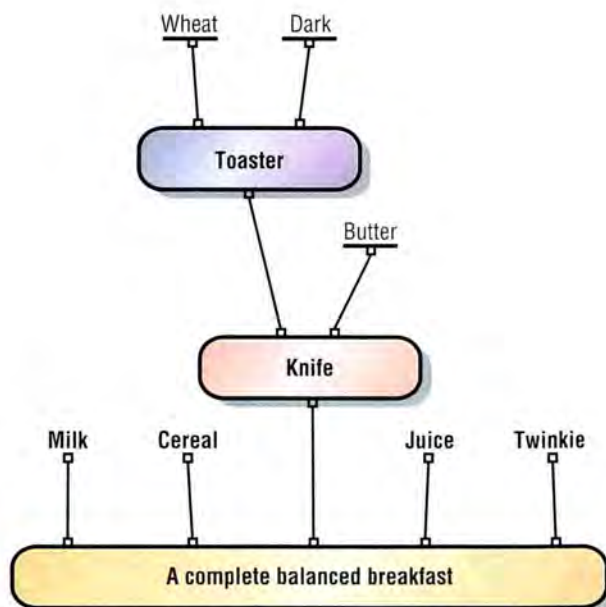 Wheat Dark
Toaster
Butter
Knife
Milk Cereal Juice Twinkie
A complete balanced breakfast